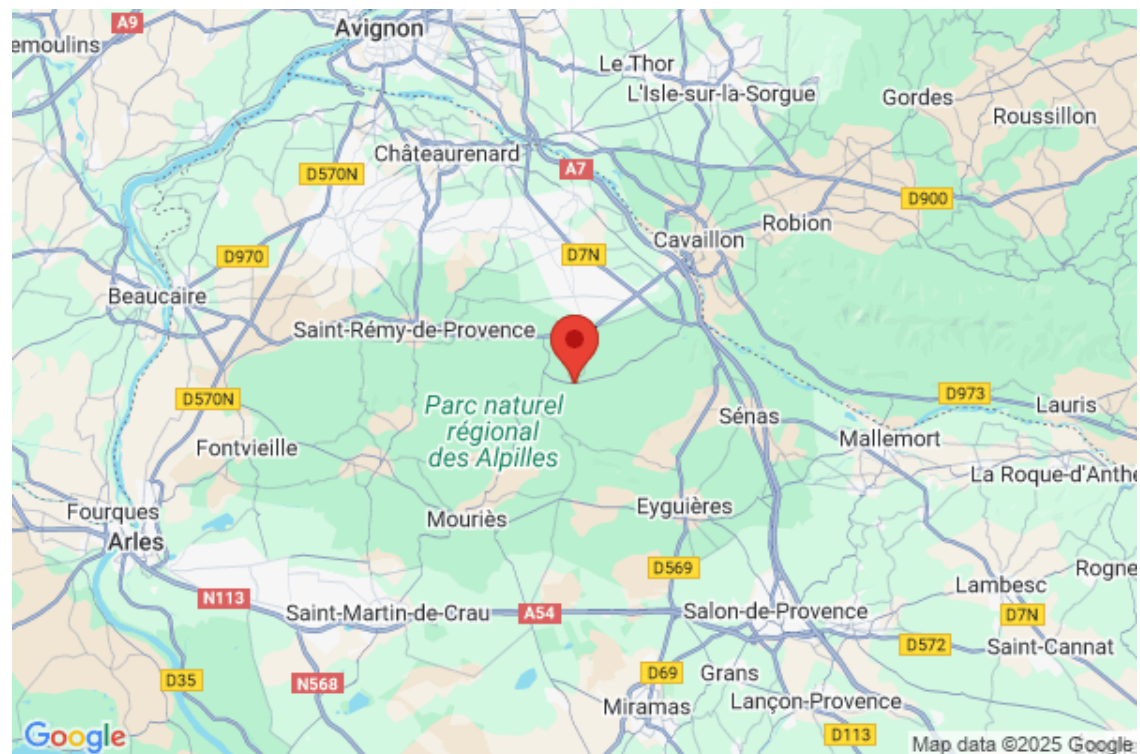 A9
Avignon
emoulins
Le Thor
L'Isle-sur-la-Sorgue
Gordes
Roussillon
Châteaurenard
D570N
A7
D900
Robion
Cavaillon
D970
D7N
Beaucaire
Saint-Rémy-de-Provence
D570N
Parc naturel
régional
des Alpilles
D973
Lauris
Sénas
Mallemort
Fontvieille
La Roque-d'Anthe
Eyguières
Mouriès
Fourques
Arles
D569
Rogne
Lambesc
N113
Saint-Martin-de-Crau
A54
Salon-de-Provence
D7N
D572
Saint-Cannat
D35
N568
D69
Grans
Lançon-Provence
Miramas
D113
Google
Map data ©2025 Google